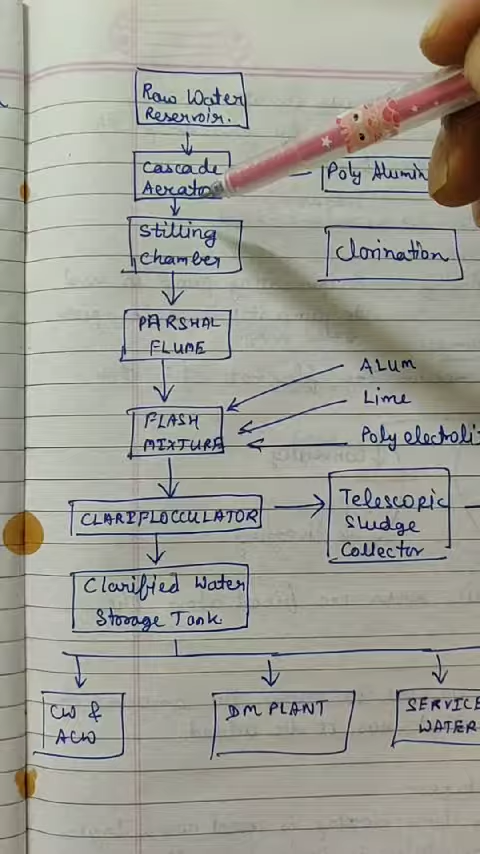 Raw Water
Reservoir.
Cascade
Aerator
Poly Alumin
Stilling
Chamber
Clorination
PARSHAL
FLUME
ALUM
Lime
Poly electroli
FLASH
MIXTURE
CLARIFLOCCULATOR
Telescopic
Sludge
Collector
Clarified Water
Storage Tank
CW &
ACW
DM PLANT
SERVICE
WATER